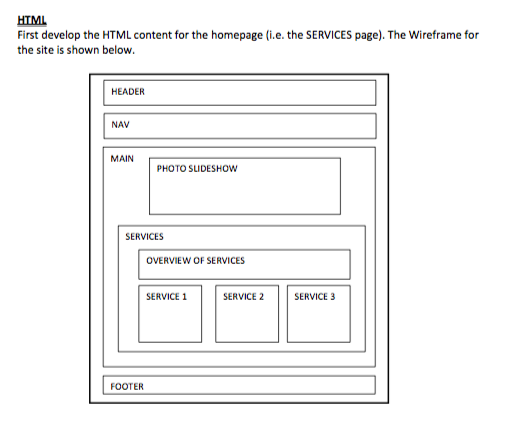 HTML
First develop the HTML content for the homepage (i.e. the SERVICES page). The Wireframe for
the site is shown below.
HEADER
NAV
MAIN
PHOTO SLIDESHOW
SERVICES
OVERVIEW OF SERVICES
SERVICE 1
SERVICE 2
SERVICE 3
FOOTER